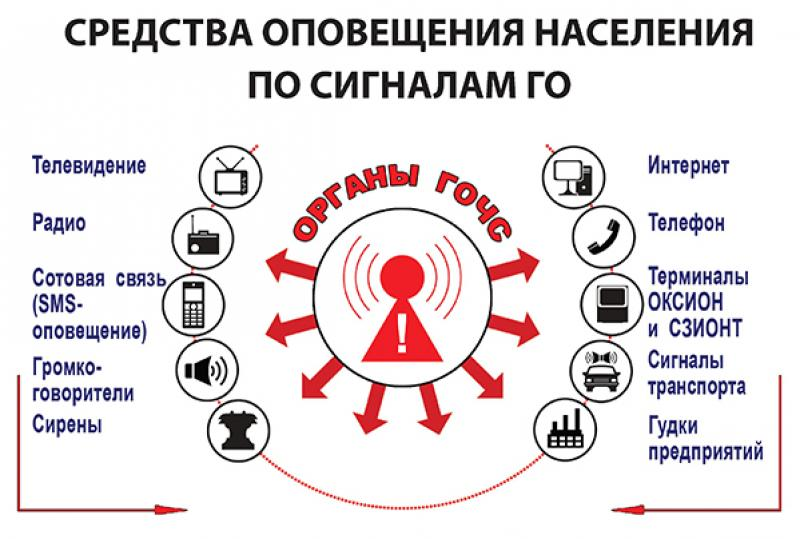 СРЕДСТВА ОПОВЕЩЕНИЯ НАСЕЛЕНИЯ
ПО СИГНАЛАМ ГО
ОРГАНЫ ГОЧС
Телевидение
Радио
Сотовая связь
(SMS-
оповещение)
Громко-
говорители
Сирены
Интернет
Телефон
Терминалы
ОКСИОН
и СЗИОНТ
Сигналы
транспорта
Гудки
предприятий
!